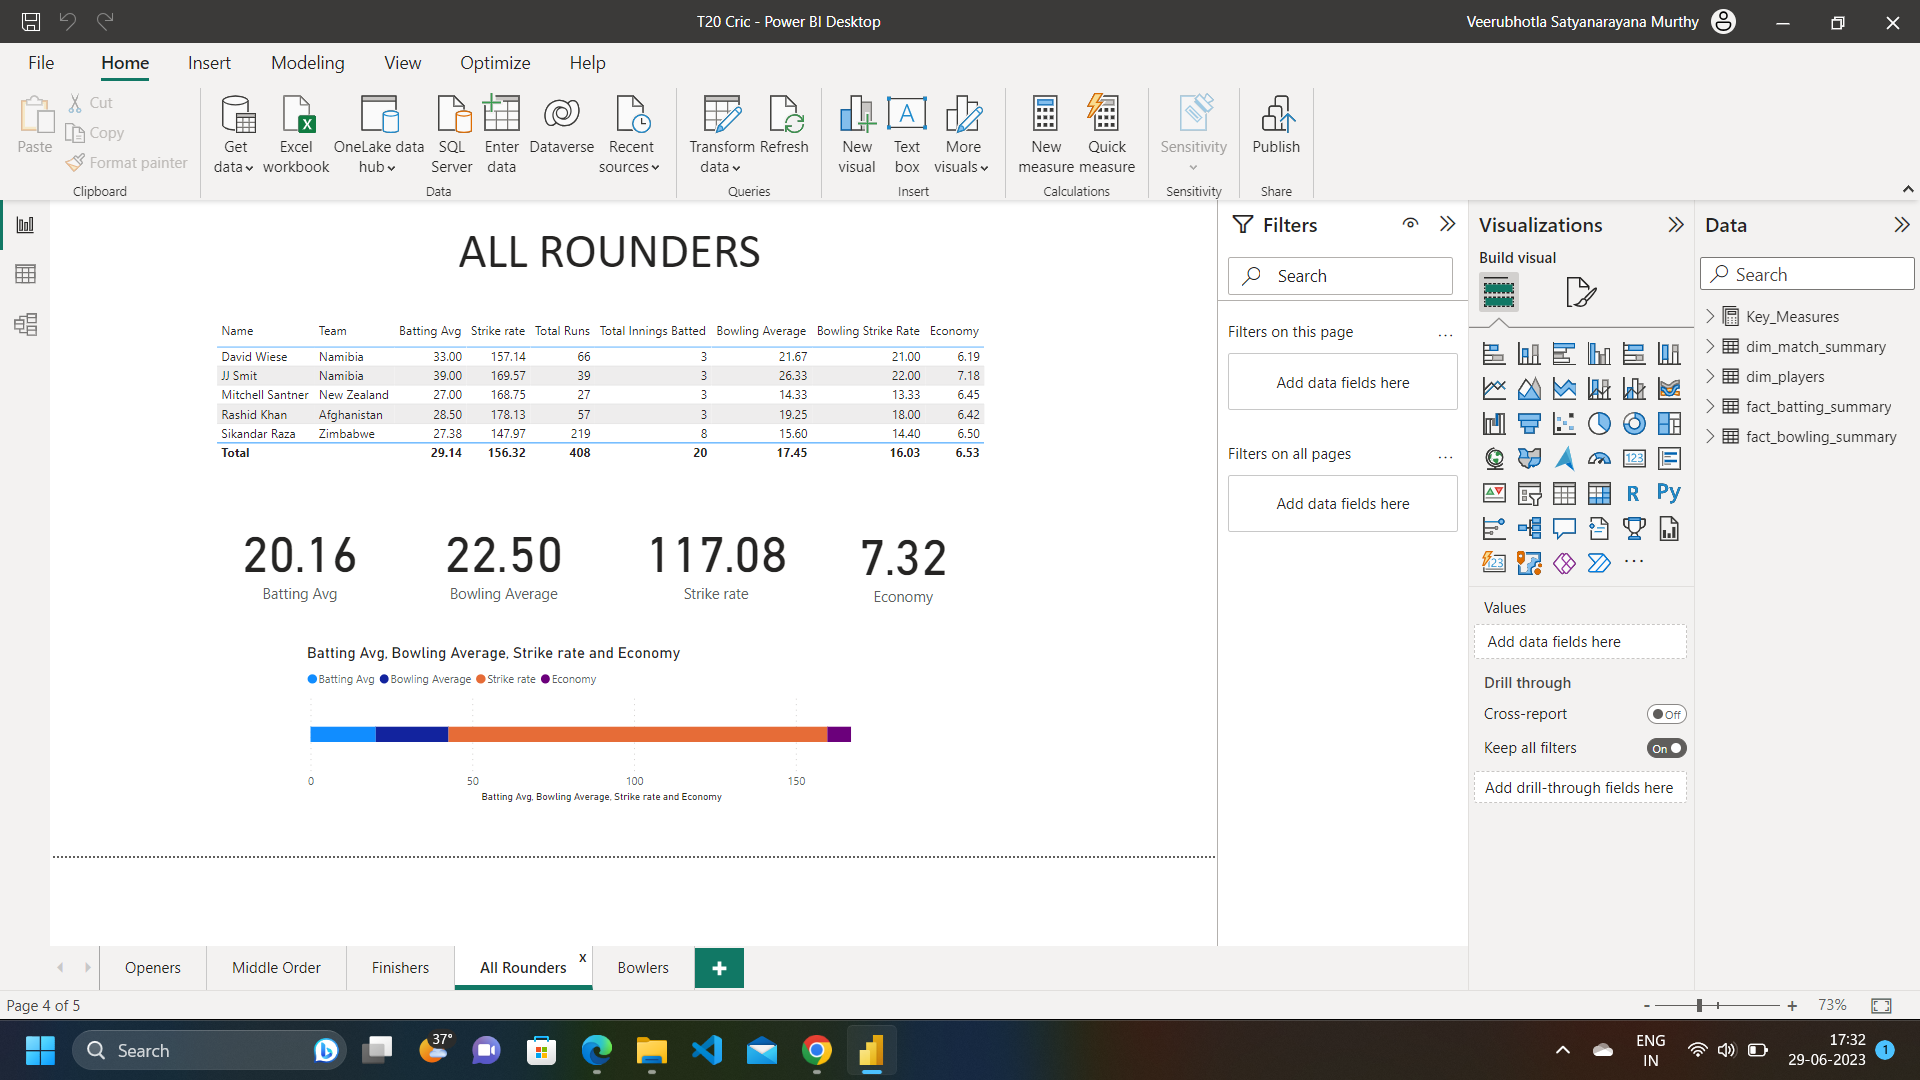 T20 Cric - Power BI Desktop
Veerubhotla Satyanarayana Murthy
File Home Insert Modeling View Optimize Help
Paste
Cut
Copy
Format painter
Clipboard
Get data
Excel workbook
OneLake data hub
SQL Server
Enter data
Dataverse
Recent sources
Data
Transform data
Refresh
Queries
New visual
Text box
More visuals
Insert
New measure
Quick measure
Calculations
Sensitivity
Sensitivity
Publish
Share
ALL ROUNDERS
Name Team Batting Avg Strike rate Total Runs Total Innings Batted Bowling Average Bowling Strike Rate Economy
David Wiese Namibia 33.00 157.14 66 3 21.67 21.00 6.19
JJ Smit Namibia 39.00 169.57 39 3 26.33 22.00 7.18
Mitchell Santner New Zealand 27.00 168.75 27 3 14.33 13.33 6.45
Rashid Khan Afghanistan 28.50 178.13 57 3 19.25 18.00 6.42
Sikandar Raza Zimbabwe 27.38 147.97 219 8 15.60 14.40 6.50
Total 29.14 156.32 408 20 17.45 16.03 6.53
20.16
Batting Avg
22.50
Bowling Average
117.08
Strike rate
7.32
Economy
Batting Avg, Bowling Average, Strike rate and Economy
Batting Avg Bowling Average Strike rate Economy
0 50 100 150
Batting Avg, Bowling Average, Strike rate and Economy
Filters
Search
Filters on this page ...
Add data fields here
Filters on all pages ...
Add data fields here
Visualizations
Build visual
123
R
Py
123
...
Values
Add data fields here
Drill through
Cross-report Off
Keep all filters On
Add drill-through fields here
Data
Search
Key_Measures
dim_match_summary
dim_players
fact_batting_summary
fact_bowling_summary
Openers Middle Order Finishers All Rounders x Bowlers +
Page 4 of 5
- + 73%
Search
37°
ENG
IN
17:32
29-06-2023
1